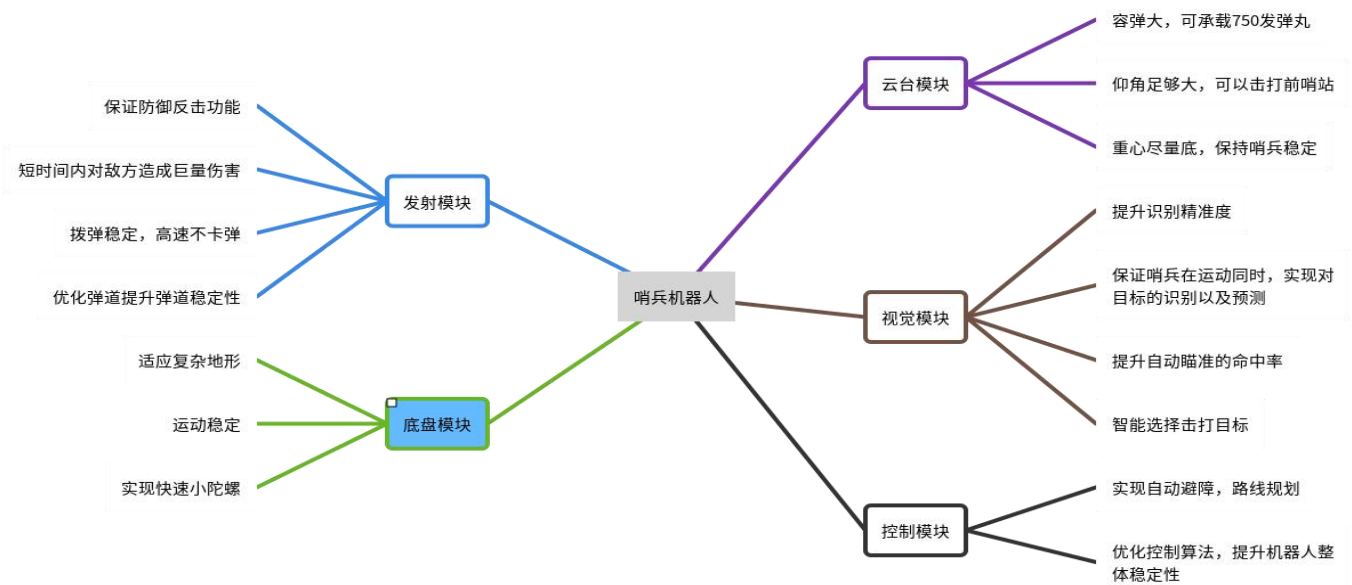 哨兵机器人
发射模块
保证防御反击功能
短时间内对敌方造成巨量伤害
拨弹稳定，高速不卡弹
优化弹道提升弹道稳定性
底盘模块
适应复杂地形
运动稳定
实现快速小陀螺
云台模块
容弹大，可承载750发弹丸
仰角足够大，可以击打前哨站
重心尽量底，保持哨兵稳定
视觉模块
提升识别精准度
保证哨兵在运动同时，实现对
目标的识别以及预测
提升自动瞄准的命中率
智能选择击打目标
控制模块
实现自动避障，路线规划
优化控制算法，提升机器人整
体稳定性